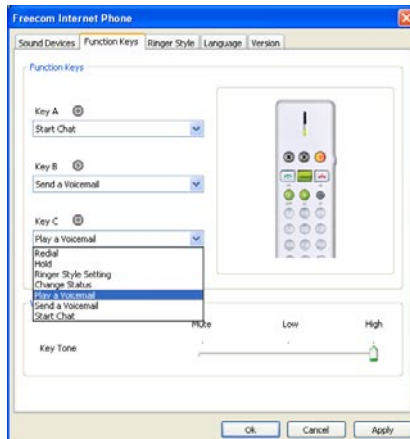 Freecom Internet Phone
Sound Devices Function Keys Ringer Style Language Version
Function Keys
Key A
Start Chat
Key B
Send a Voicemail
Key C
Play a Voicemail
Redial
Hold
Ringer Style Setting
Change Status
Play a Voicemail
Send a Voicemail
Start Chat
Mute Low High
Key Tone
Ok Cancel Apply